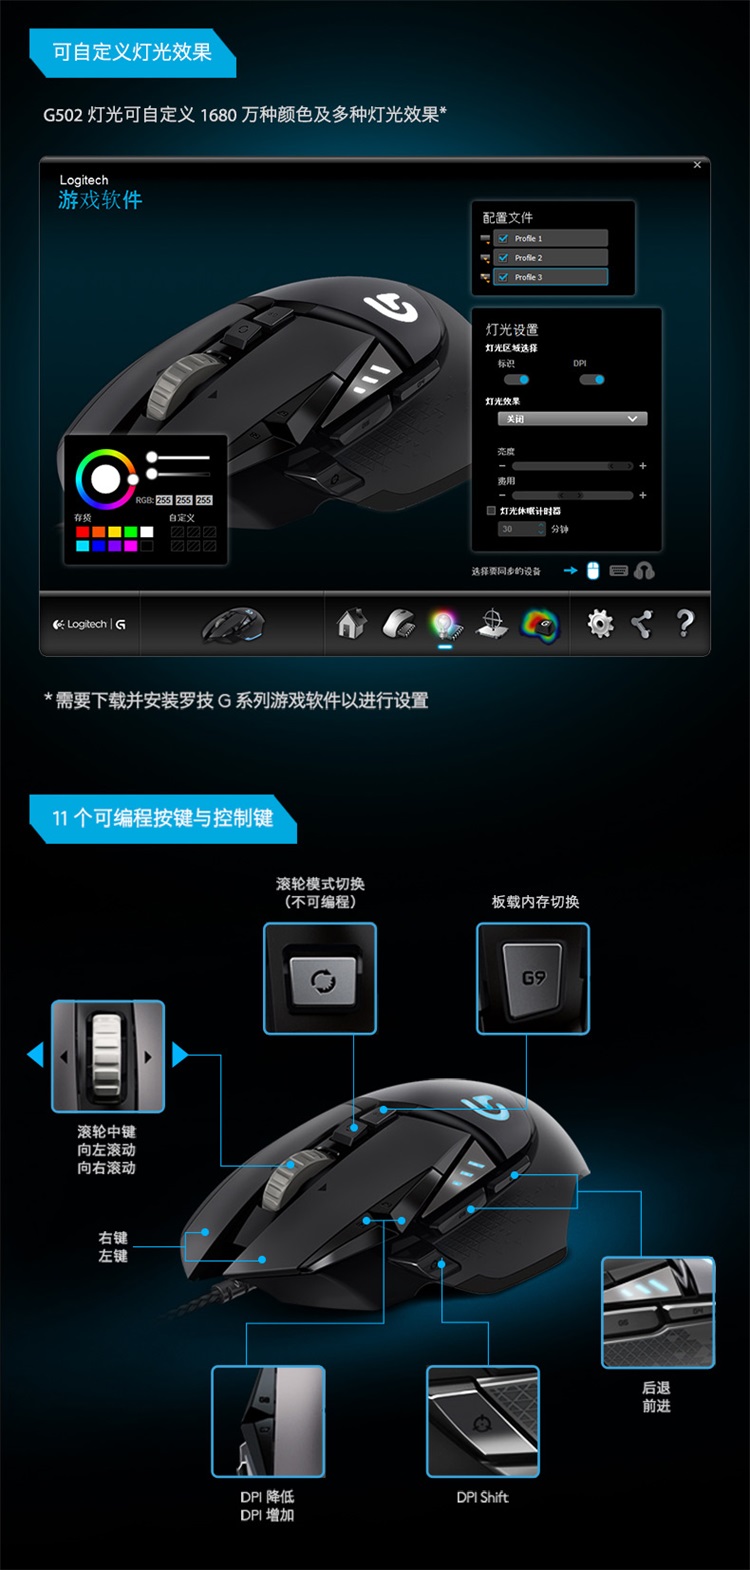 可自定义灯光效果
G502 灯光可自定义 1680 万种颜色及多种灯光效果*
Logitech
游戏软件
配置文件
Profile 1
Profile 2
Profile 3
灯光设置
灯光区域选择
标识 DPI
灯光效果
关闭
亮度
费用
灯光休眠计时器
30 分钟
RGB: 255 255 255
存质 自定义
选择要同步的设备
Logitech | G
*需要下载并安装罗技 G 系列游戏软件以进行设置
11 个可编程按键与控制键
滚轮模式切换
（不可编程）
板载内存切换
G9
滚轮中键
向左滚动
向右滚动
右键
左键
后退
前进
DPI 降低
DPI 增加
DPI Shift